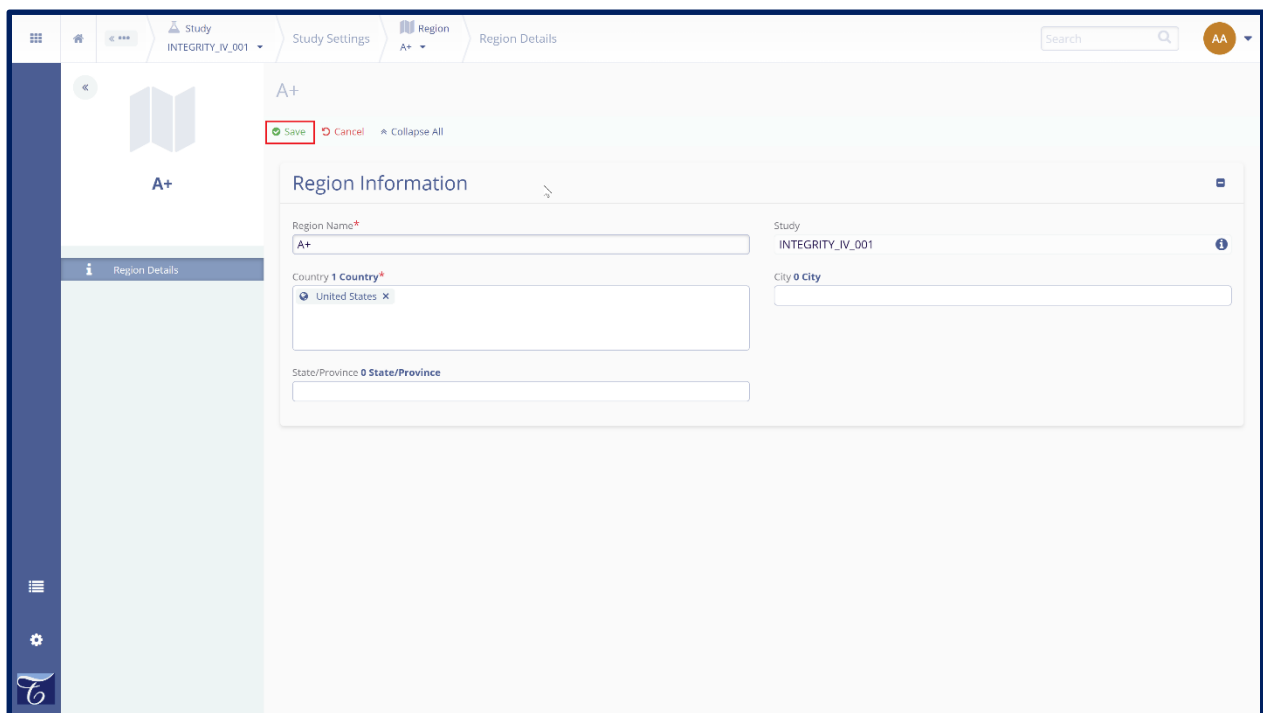 Study
INTEGRITY_IV_001
Study Settings
Region
A+
Region Details
Search
AA
A+
Region Details
A+
Save Cancel Collapse All
Region Information
Region Name*
A+
Study
INTEGRITY_IV_001
Country 1 Country*
United States
City 0 City
State/Province 0 State/Province